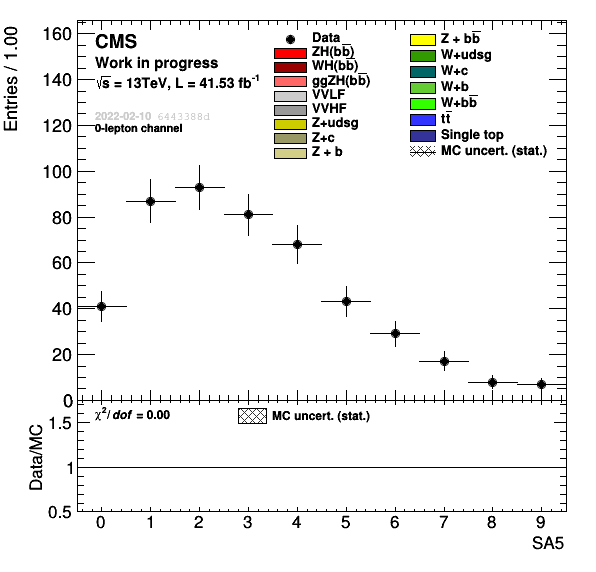 Entries / 1.00
160
140
120
100
80
60
40
20
0
CMS
Work in progress
√s = 13TeV, L = 41.53 fb⁻¹
2022-02-10 6443388d
0-lepton channel
Data
ZH(bb̅)
WH(bb̅)
ggZH(bb̅)
VVLF
VVHF
Z+udsg
Z+c
Z + b
Z + bb̅
W+udsg
W+c
W+b
W+bb̅
tt̅
Single top
MC uncert. (stat.)
Data/MC
1.5
1
0.5
χ²/dof = 0.00
MC uncert. (stat.)
0 1 2 3 4 5 6 7 8 9
SA5